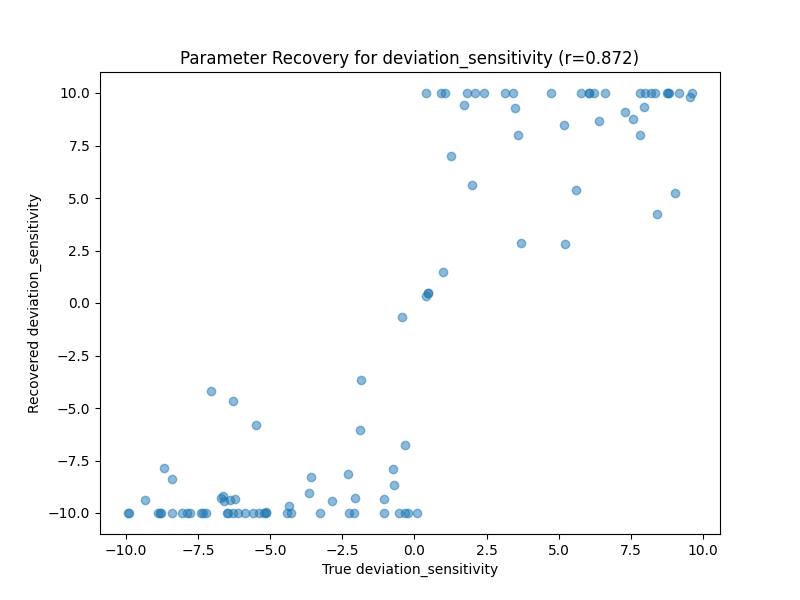 Parameter Recovery for deviation_sensitivity (r=0.872)
Recovered deviation_sensitivity
10.0
7.5
5.0
2.5
0.0
−2.5
−5.0
−7.5
−10.0
−10.0 −7.5 −5.0 −2.5 0.0 2.5 5.0 7.5 10.0
True deviation_sensitivity